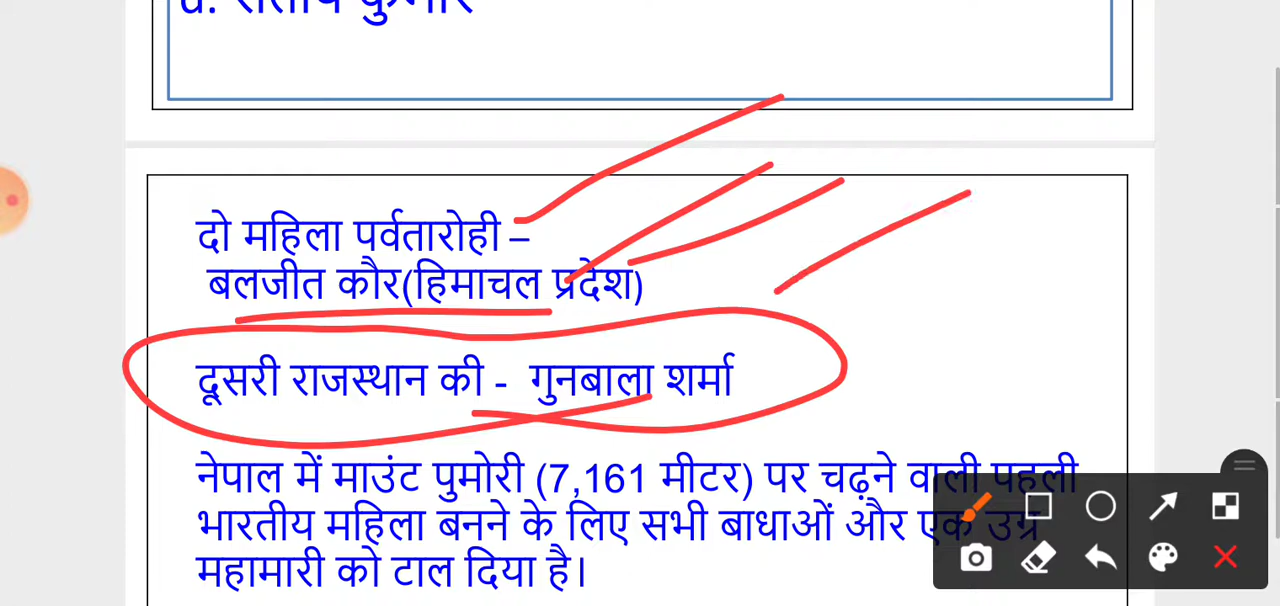 d. सतीय कुमार
दो महिला पर्वतारोही –
बलजीत कौर(हिमाचल प्रदेश)
दूसरी राजस्थान की - गुनबाला शर्मा
नेपाल में माउंट पुमोरी (7,161 मीटर) पर चढ़ने वाली पहली
भारतीय महिला बनने के लिए सभी बाधाओं और एक उग्र
महामारी को टाल दिया है।